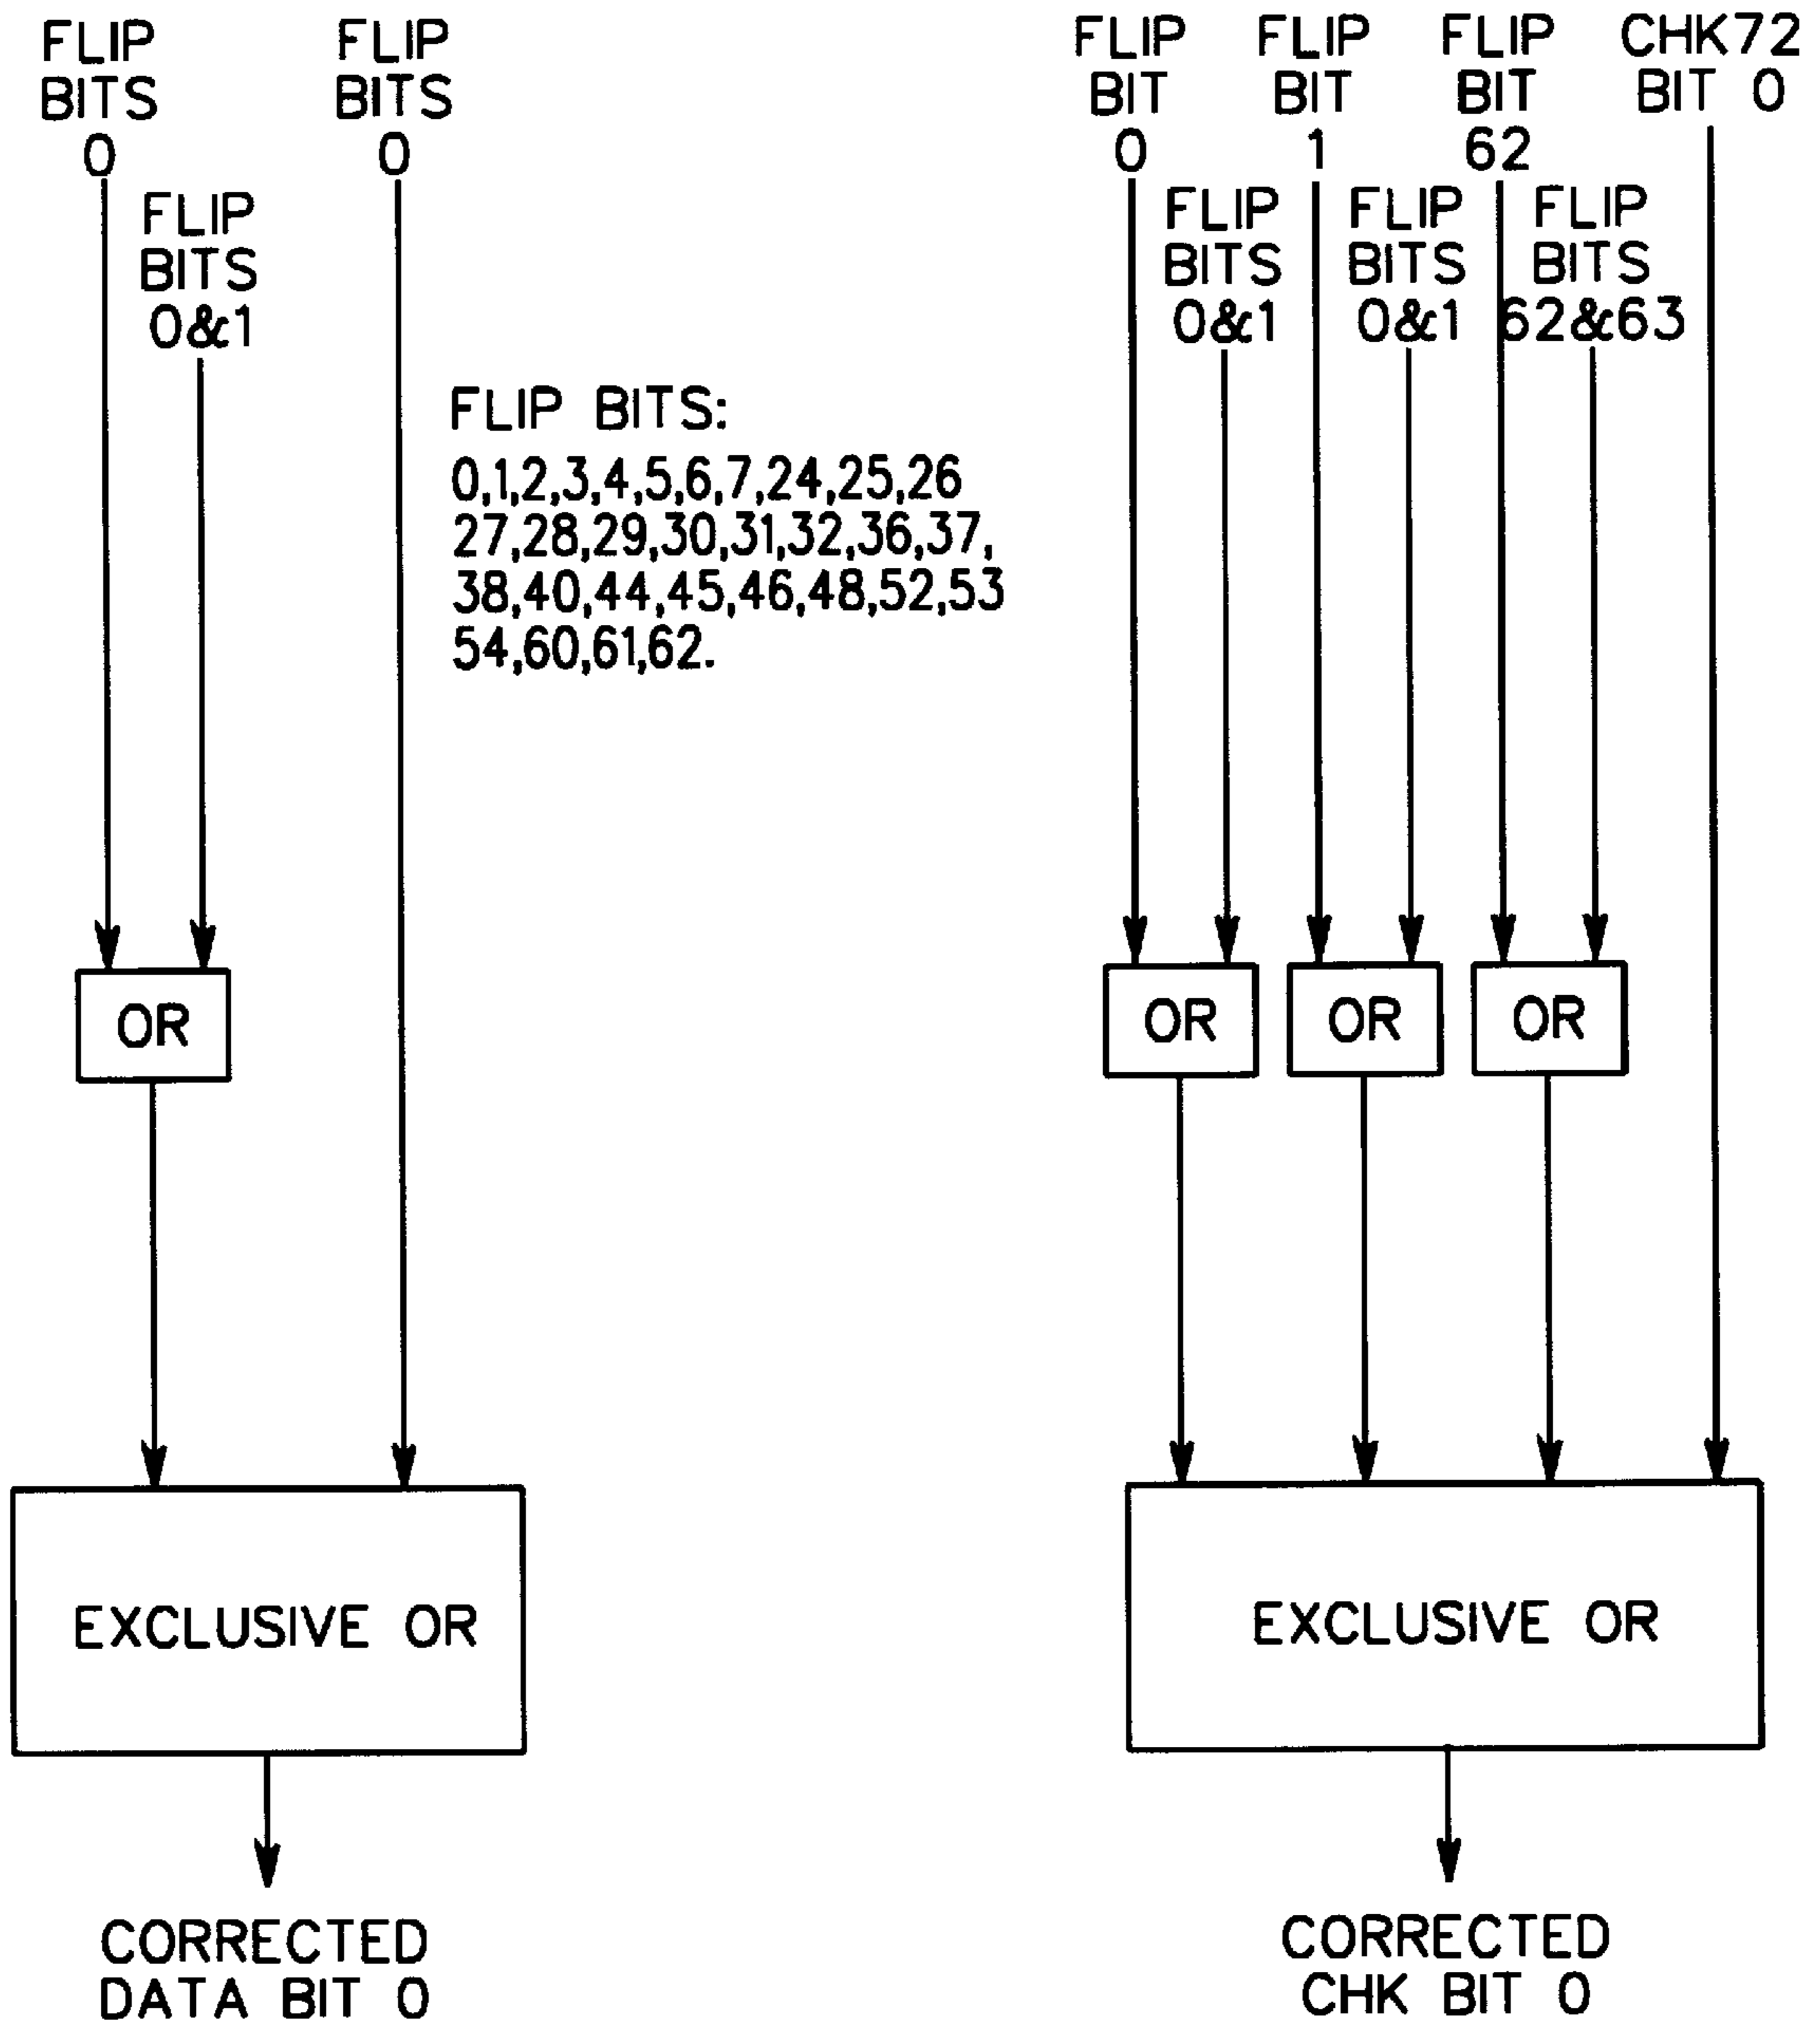 FLIP
BITS
0
FLIP
BITS
0&1
FLIP
BITS
0
FLIP BITS:
0,1,2,3,4,5,6,7,24,25,26
27,28,29,30,31,32,36,37,
38,40,44,45,46,48,52,53
54,60,61,62.
OR
EXCLUSIVE OR
CORRECTED
DATA BIT 0
FLIP
BIT
0
FLIP
BITS
0&1
FLIP
BIT
1
FLIP
BITS
0&1
FLIP
BIT
62
FLIP
BITS
62&63
CHK72
BIT 0
OR
OR
OR
EXCLUSIVE OR
CORRECTED
CHK BIT 0